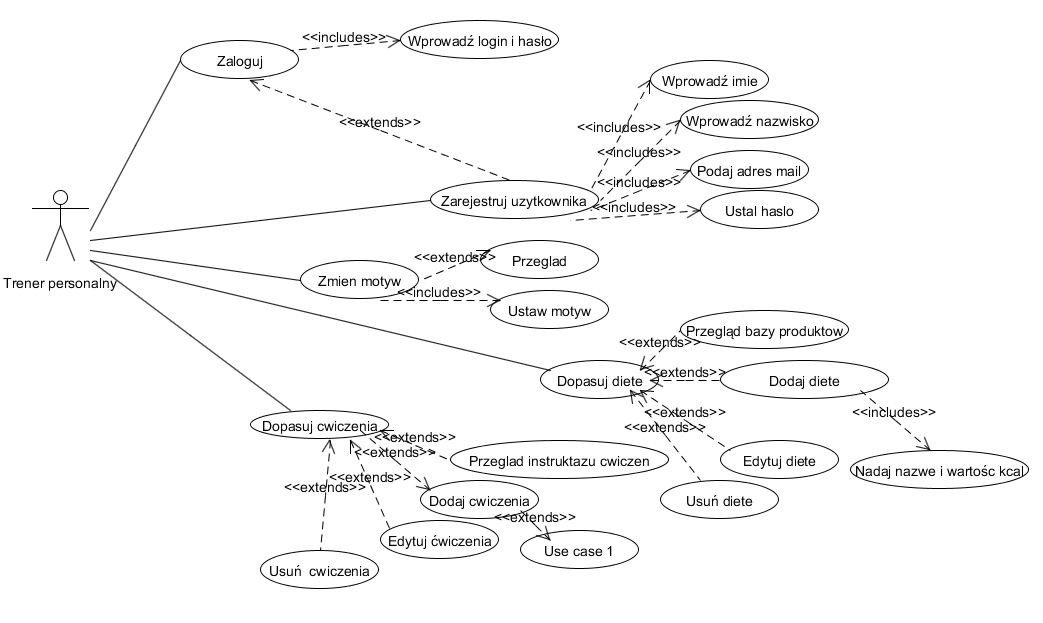 <<includes>>
Wprowadź login i hasło
Zaloguj
Wprowadź imie
<<extends>>
<<includes>>
Wprowadź nazwisko
<<includes>>
Podaj adres mail
<<includes>>
Zarejestruj uzytkownika
<<includes>>
Ustal haslo
<<extends>>
Przeglad
Trener personalny
Zmien motyw
<<includes>>
Ustaw motyw
Przegląd bazy produktow
<<extends>>
<<extends>>
Dopasuj diete
Dodaj diete
<<extends>>
<<includes>>
Dopasuj cwiczenia
<<extends>>
<<extends>>
<<extends>>
Przeglad instruktazu cwiczen
Edytuj diete
Nadaj nazwe i wartośc kcal
<<extends>>
<<extends>>
Dodaj cwiczenia
Usuń diete
<<extends>>
Edytuj ćwiczenia
Use case 1
Usuń  cwiczenia